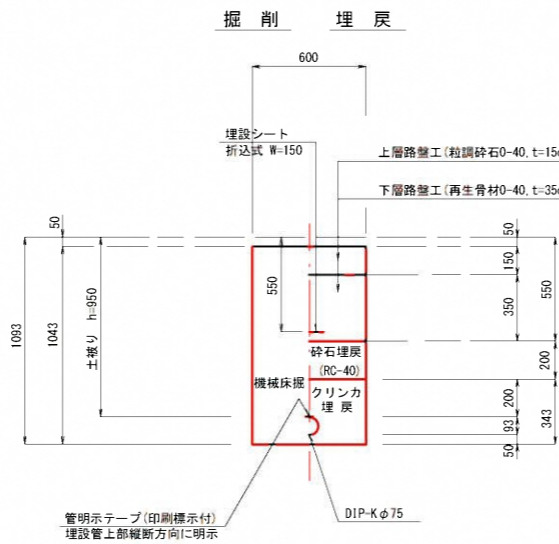 掘 削 埋 戻
600
埋設シート
折込式 W=150
上層路盤工(粒調砕石0-40, t=15
下層路盤工(再生骨材0-40, t=35
50
1093
1043
土被り h=950
550
50
150
350
550
200
200
343
93
50
砕石埋戻
(RC-40)
機械床掘
クリンカ
埋 戻
管明示テープ(印刷標示付)
埋設管上部縦断方向に明示
DIP-Kφ75